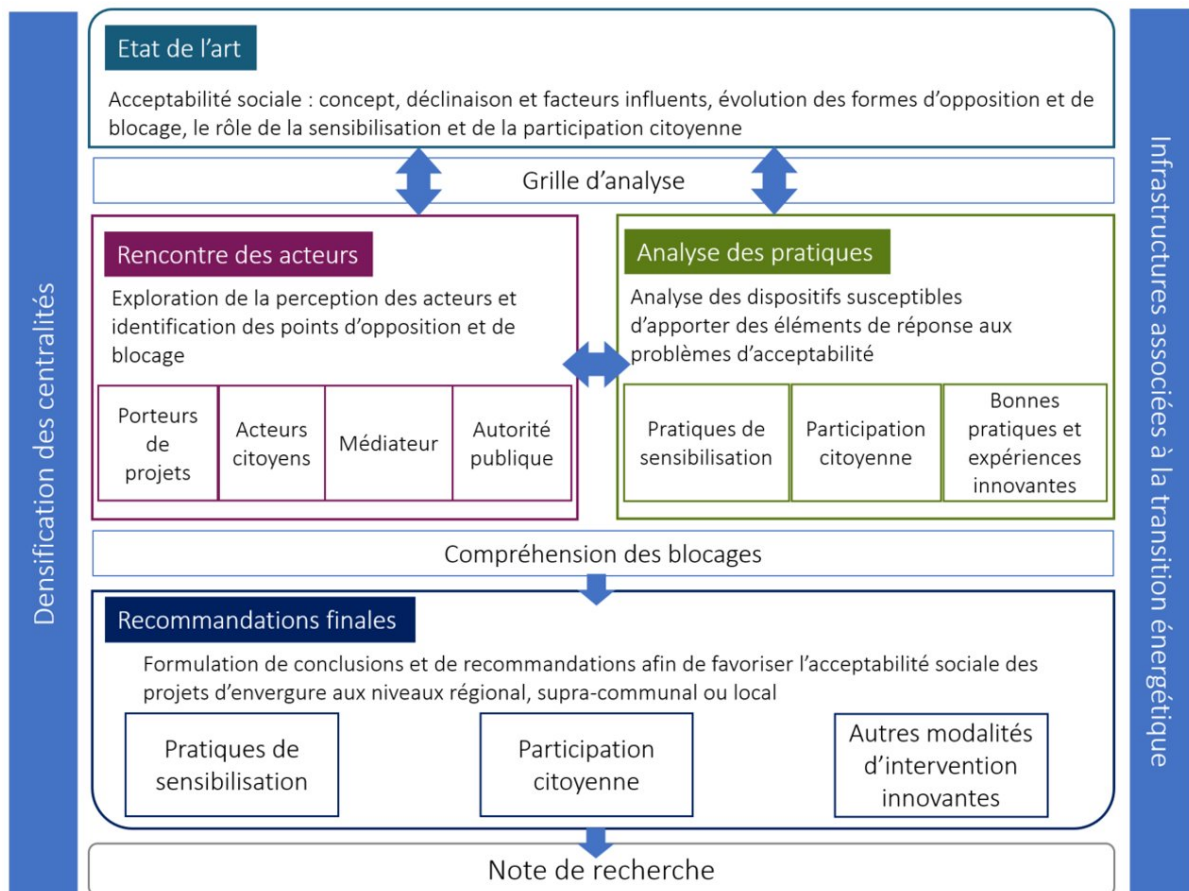 Etat de l’art
Acceptabilité sociale : concept, déclinaison et facteurs influents, évolution des formes d’opposition et de
blocage, le rôle de la sensibilisation et de la participation citoyenne
Grille d’analyse
Densification des centralités
Rencontre des acteurs
Exploration de la perception des acteurs et
identification des points d’opposition et de
blocage
Porteurs
de
projets
Acteurs
citoyens
Médiateur
Autorité
publique
Analyse des pratiques
Analyse des dispositifs susceptibles
d’apporter des éléments de réponse aux
problèmes d’acceptabilité
Pratiques de
sensibilisation
Participation
citoyenne
Bonnes
pratiques et
expériences
innovantes
Infrastructures associées à la transition énergétique
Compréhension des blocages
Recommandations finales
Formulation de conclusions et de recommandations afin de favoriser l’acceptabilité sociale des
projets d’envergure aux niveaux régional, supra-communal ou local
Pratiques de
sensibilisation
Participation
citoyenne
Autres modalités
d’intervention
innovantes
Note de recherche